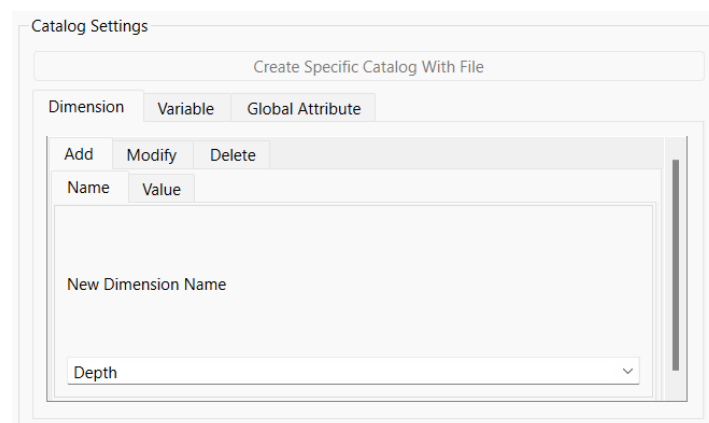 Catalog Settings
Create Specific Catalog With File
Dimension Variable Global Attribute
Add Modify Delete
Name Value
New Dimension Name
Depth